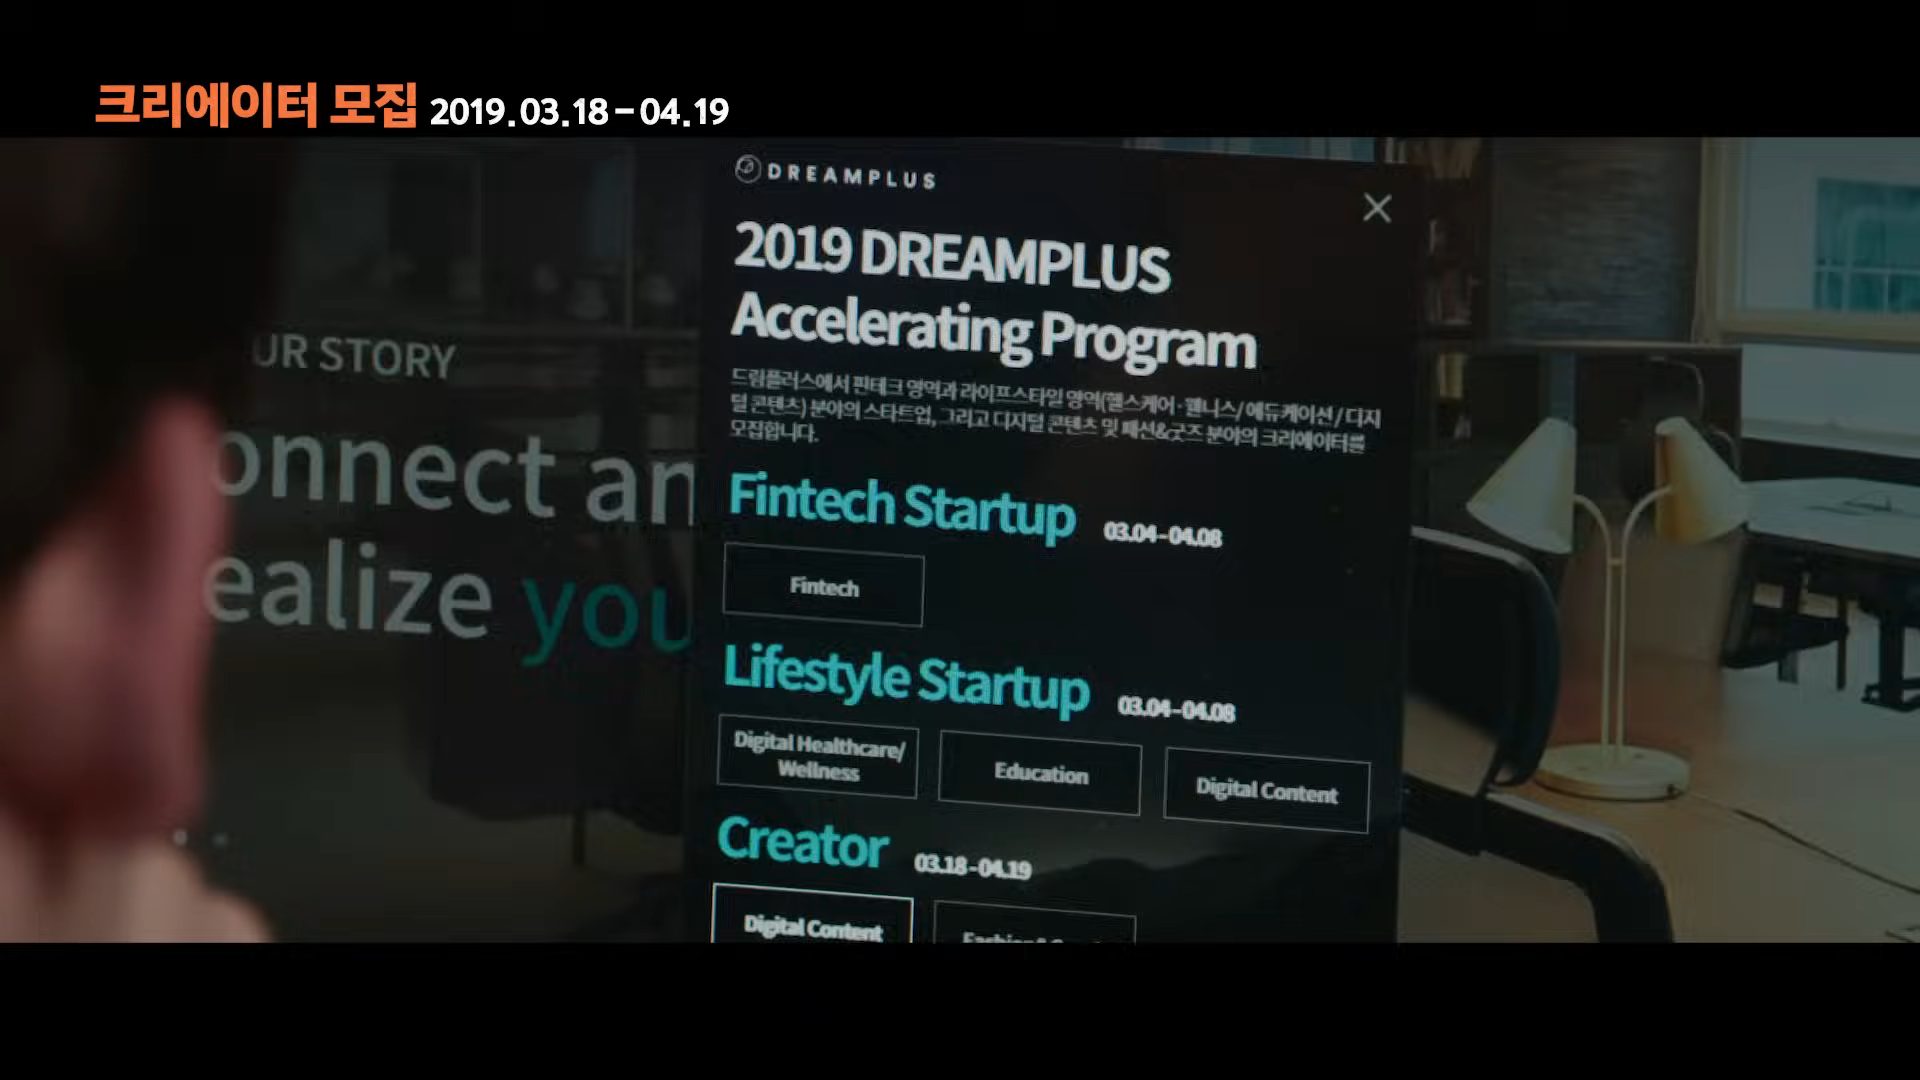 크리에이터 모집 2019.03.18-04.19
DREAMPLUS
2019 DREAMPLUS
Accelerating Program
드림플러스에서 핀테크 영역과 라이프스타일 영역(헬스케어·웰니스/에듀케이션/디지
털 콘텐츠) 분야의 스타트업, 그리고 디지털 콘텐츠 및 패션&굿즈 분야의 크리에이터를
모집합니다.
UR STORY
onnect an
ealize you
Fintech Startup 03.04-04.08
Fintech
Lifestyle Startup 03.04-04.08
Digital Healthcare/
Wellness
Education
Digital Content
Creator 03.18-04.19
Digital Content